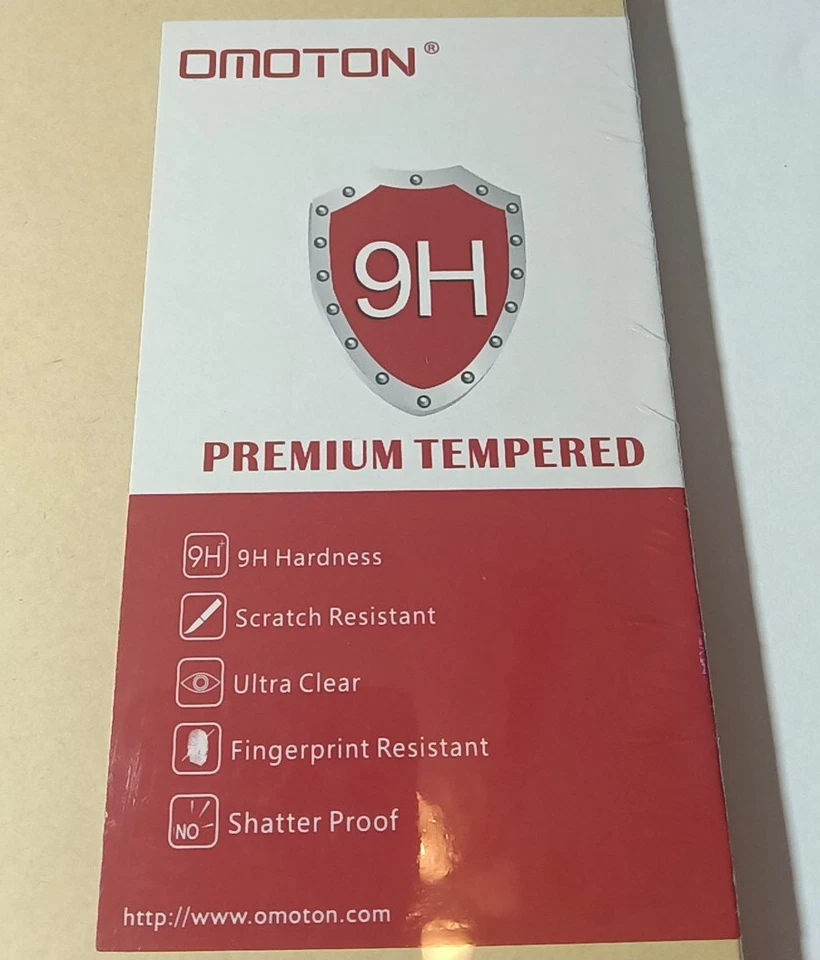 OMOTON®
9H
PREMIUM TEMPERED
9H+ 9H Hardness
Scratch Resistant
Ultra Clear
Fingerprint Resistant
NO Shatter Proof
http://www.omoton.com